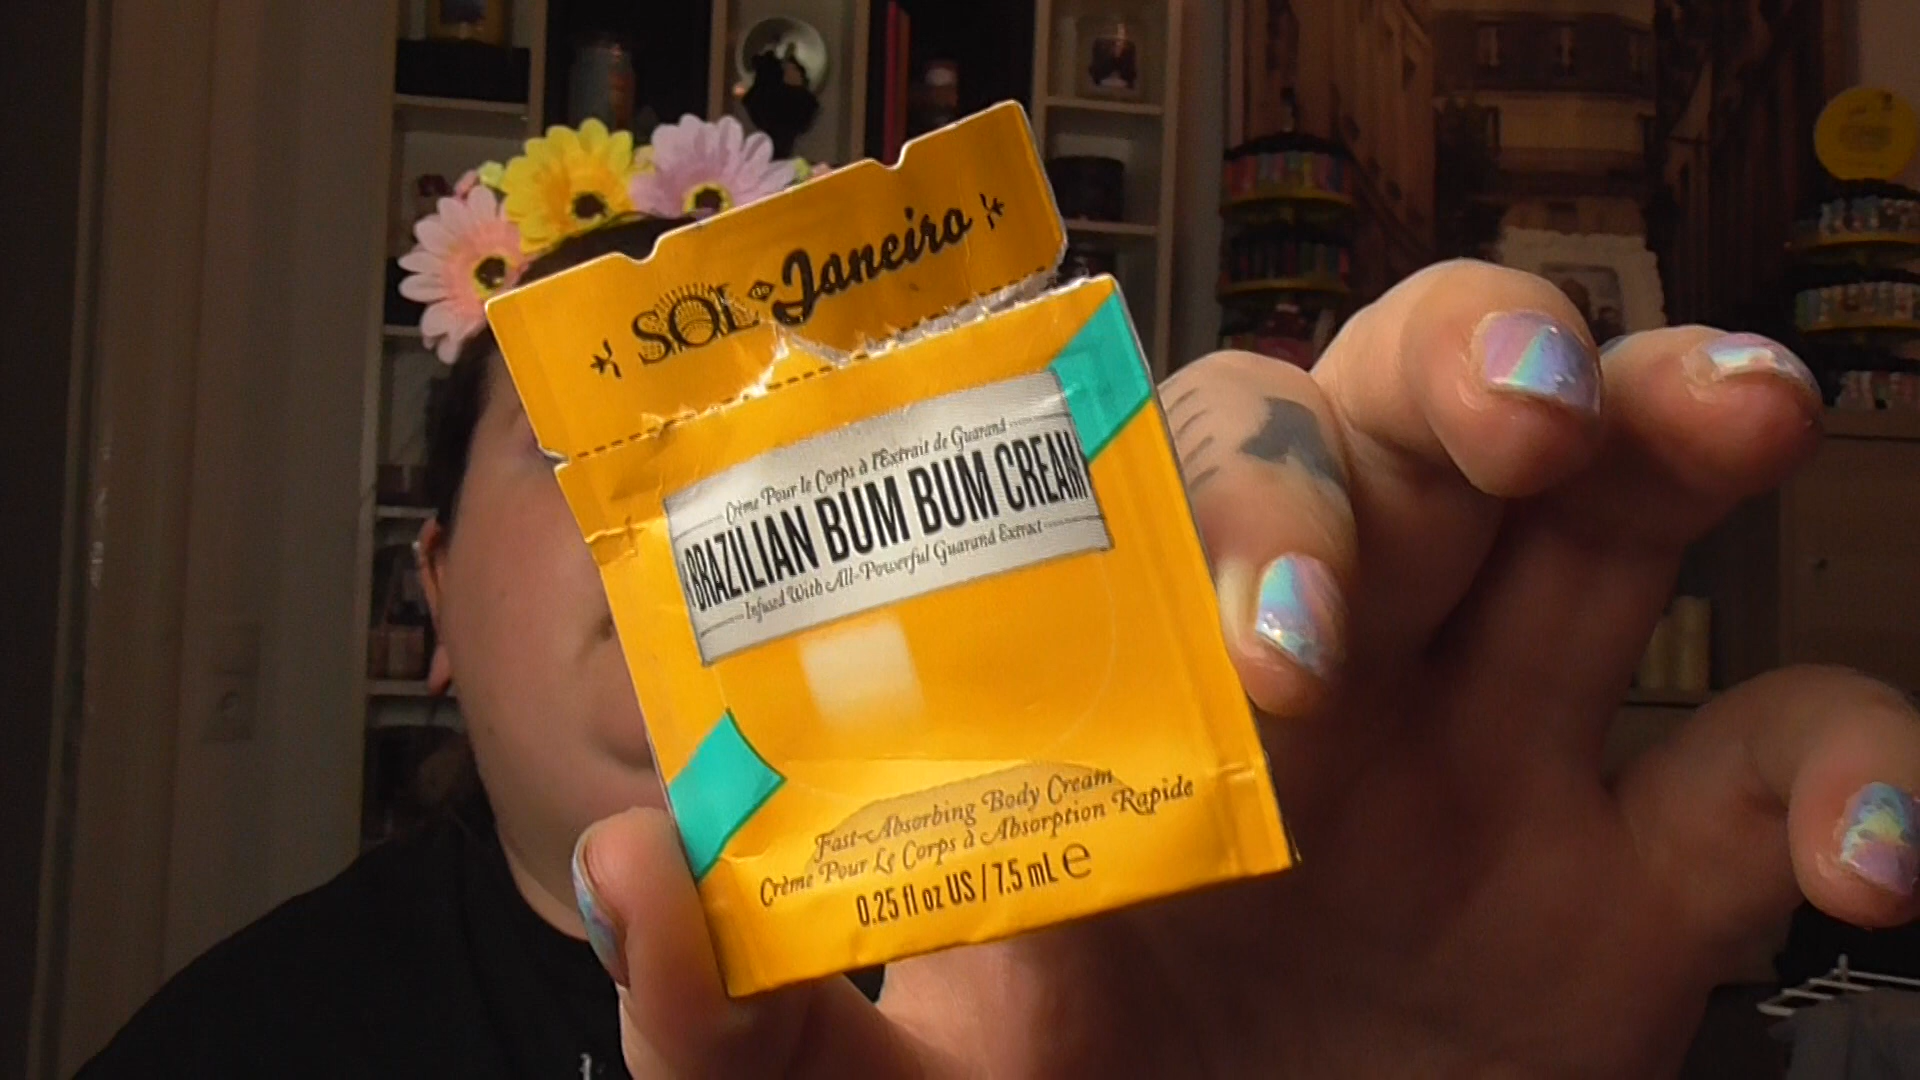 SOL de Janeiro
Crème Pour le Corps à l'Extrait de Guaraná
BRAZILIAN BUM BUM CREAM
Infused With All-Powerful Guaraná Extract
Fast-Absorbing Body Cream
Crème Pour Le Corps à Absorption Rapide
0.25 fl oz US / 7.5 mL ℮